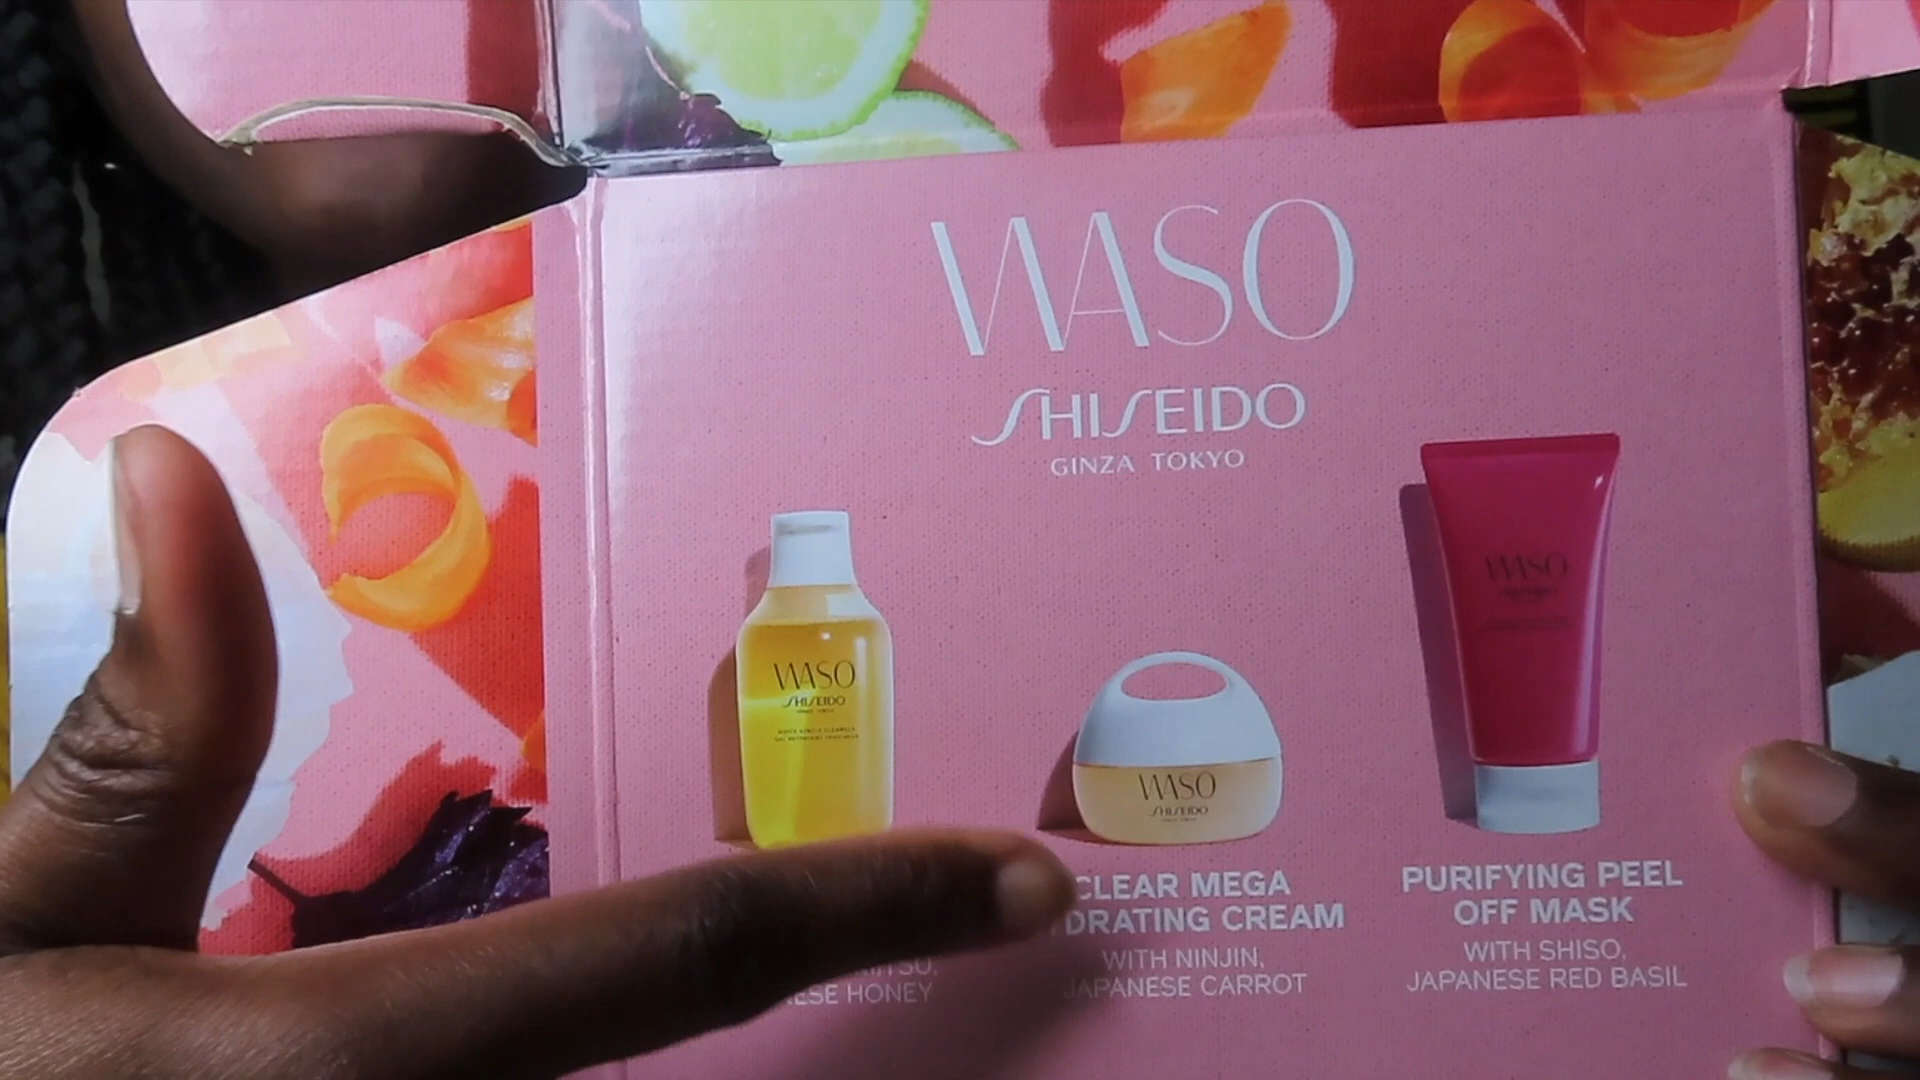 WASO
SHISEIDO
GINZA TOKYO
WASO
SHISEIDO
WASO
SHISEIDO
WASO
SHISEIDO
CLEAR MEGA
DRATING CREAM
WITH NINJIN,
JAPANESE CARROT
PURIFYING PEEL
OFF MASK
WITH SHISO,
JAPANESE RED BASIL
HONEY